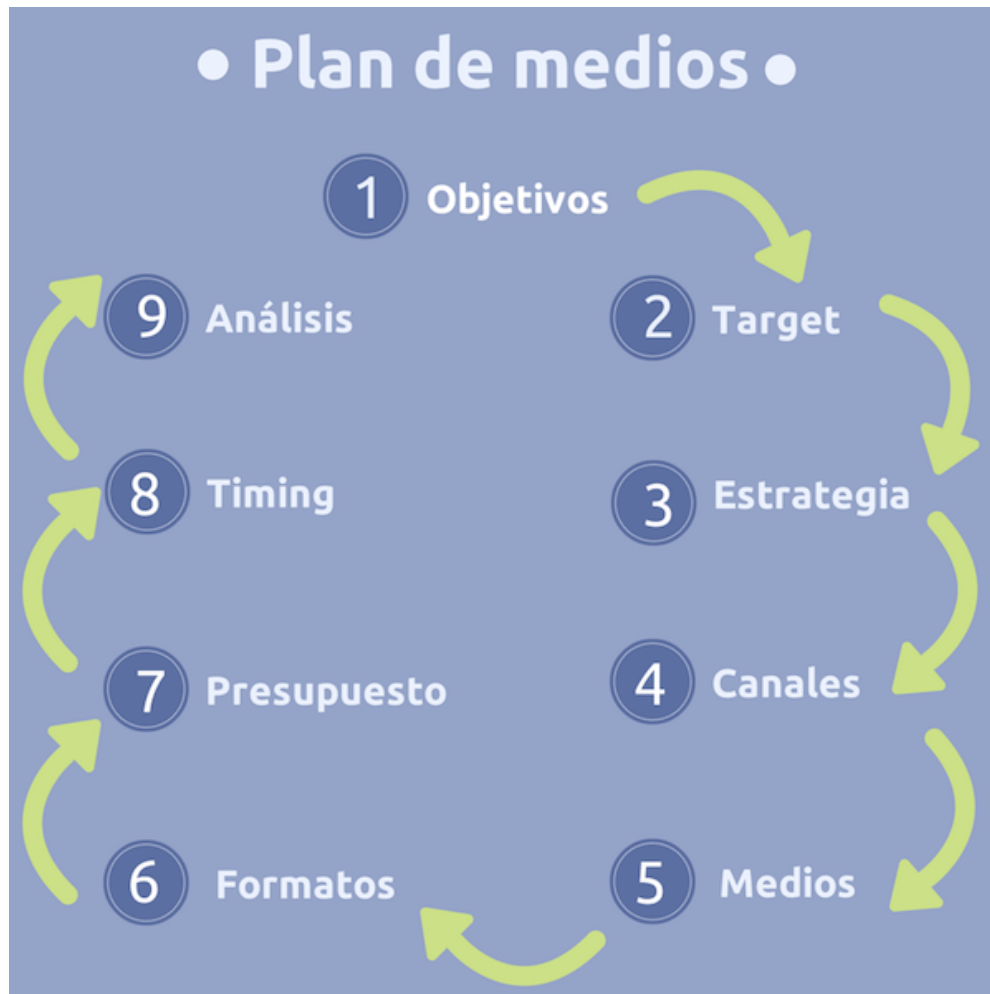 • Plan de medios •
1 Objetivos
2 Target
3 Estrategia
4 Canales
5 Medios
6 Formatos
7 Presupuesto
8 Timing
9 Análisis